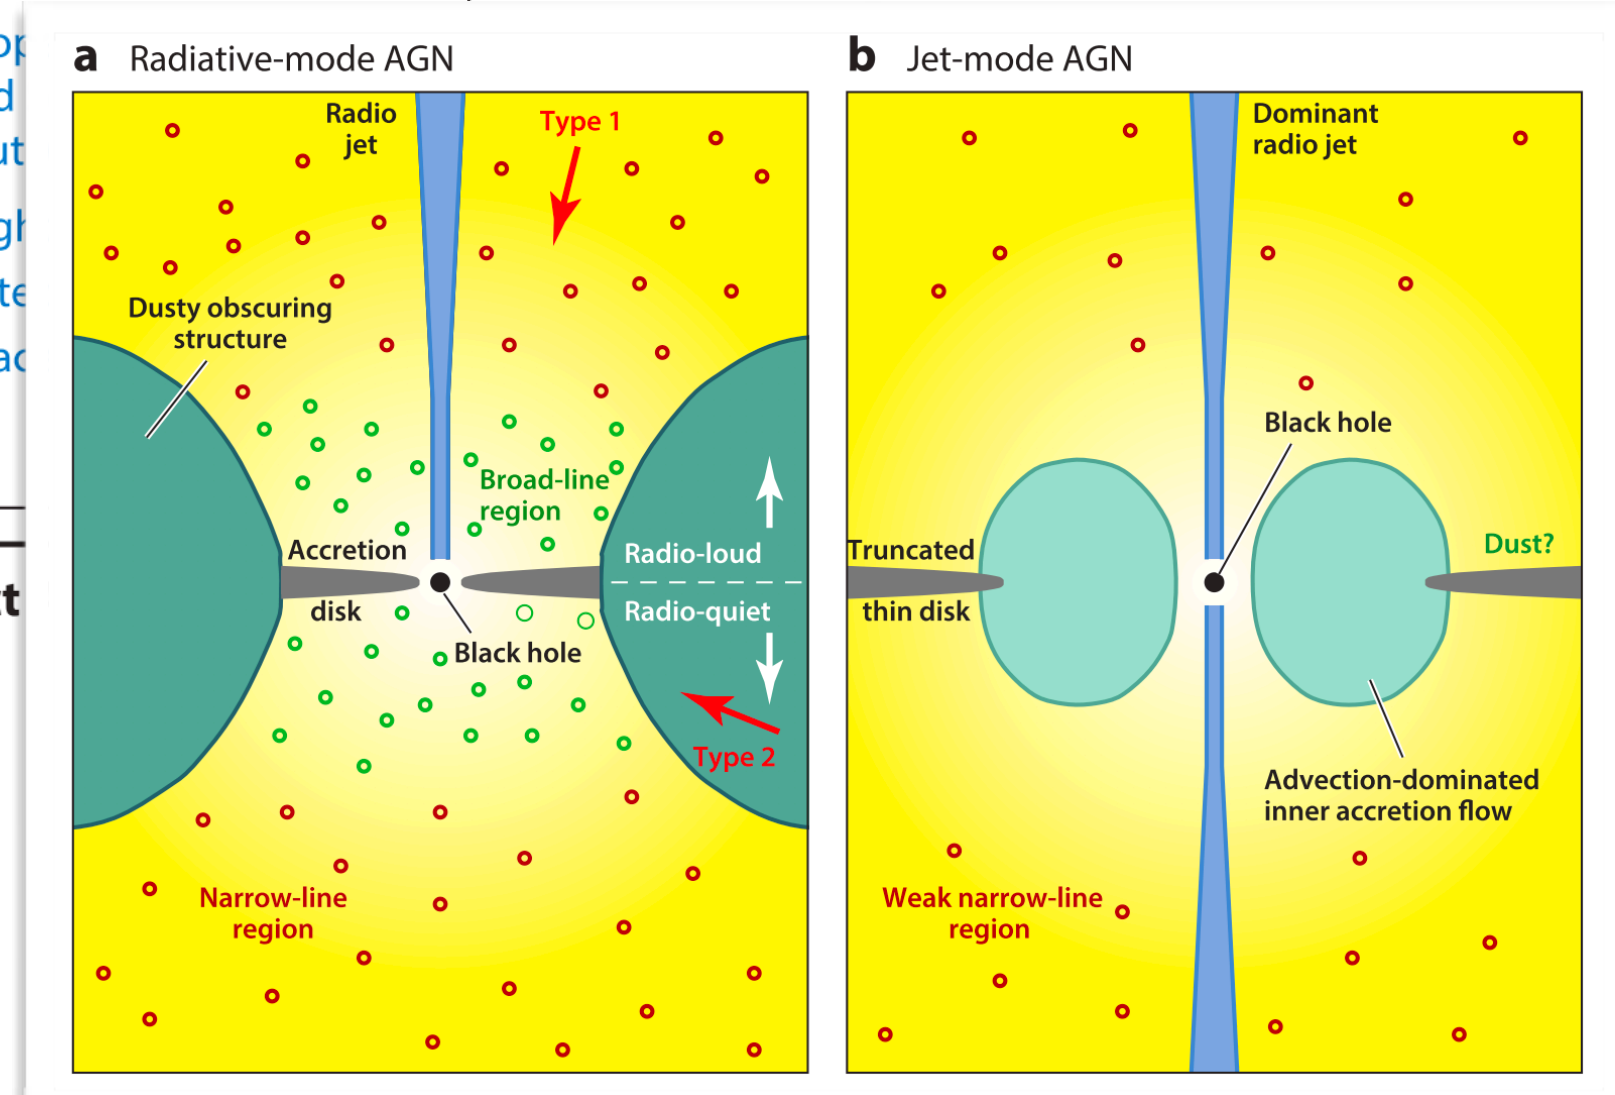 a Radiative-mode AGN
Radio
jet
Type 1
Dusty obscuring
structure
Broad-line
region
Accretion
disk
Radio-loud
Radio-quiet
Black hole
Type 2
Narrow-line
region
b Jet-mode AGN
Dominant
radio jet
Black hole
Truncated
thin disk
Dust?
Advection-dominated
inner accretion flow
Weak narrow-line
region